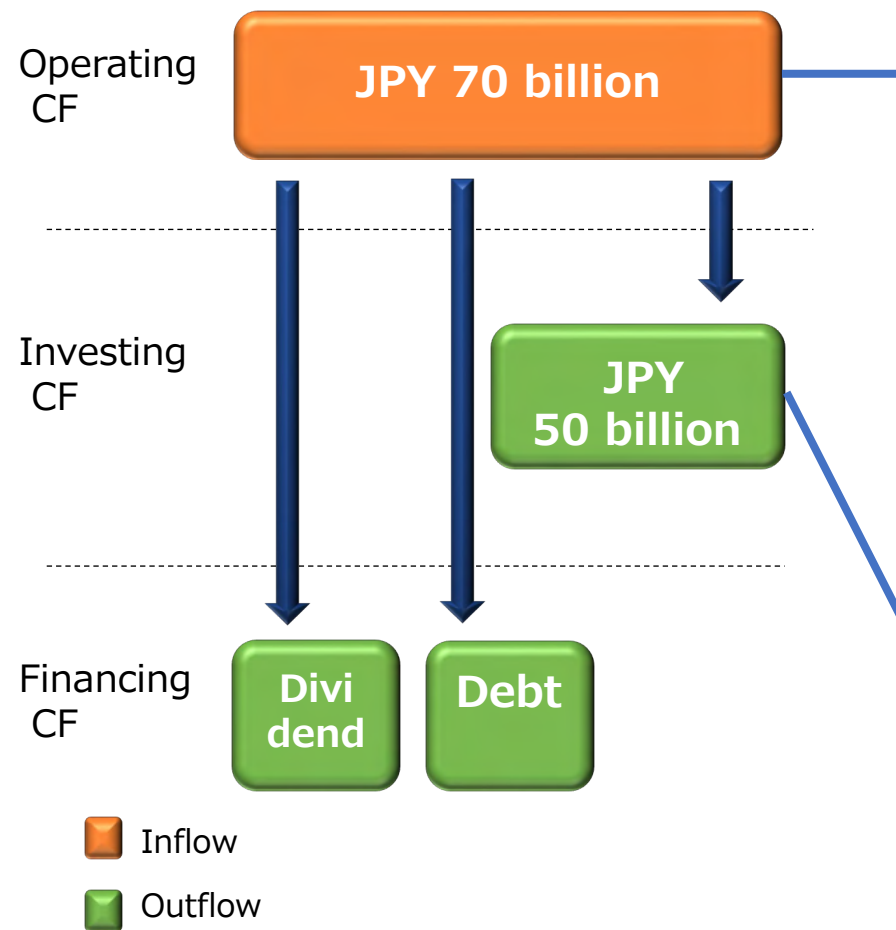 Operating
CF
JPY 70 billion
Investing
CF
JPY
50 billion
Financing
CF
Divi
dend
Debt
Inflow
Outflow